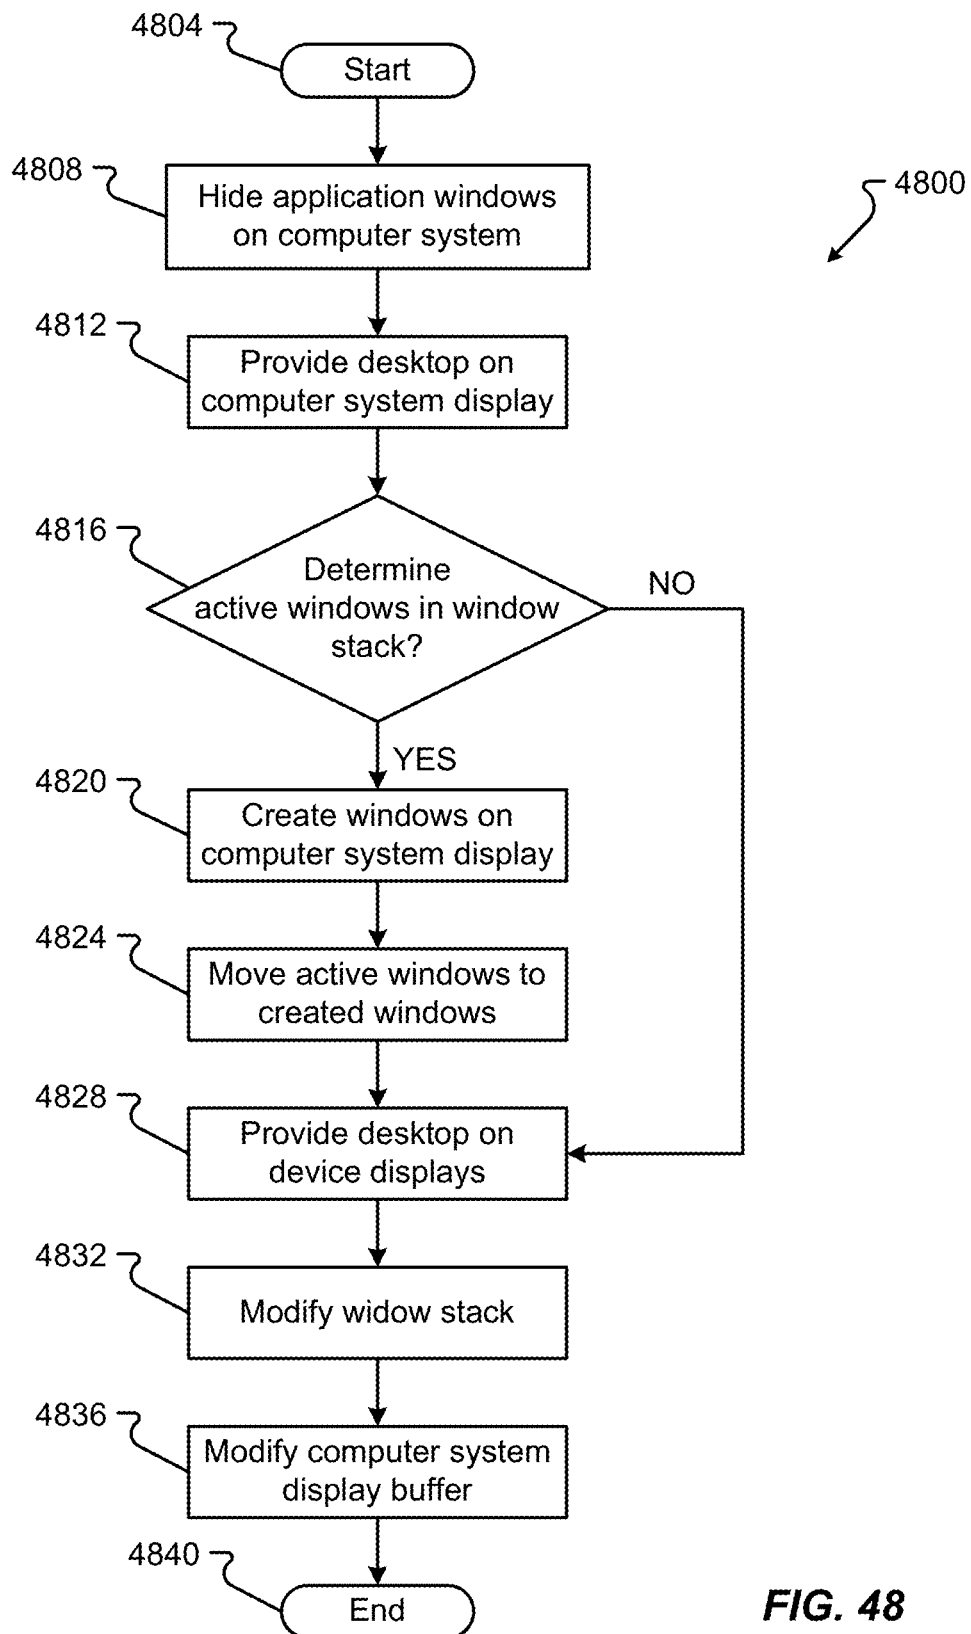 4804
Start
4808
Hide application windows
on computer system
4800
4812
Provide desktop on
computer system display
4816
Determine
active windows in window
stack?
NO
YES
4820
Create windows on
computer system display
4824
Move active windows to
created windows
4828
Provide desktop on
device displays
4832
Modify widow stack
4836
Modify computer system
display buffer
4840
End
FIG. 48